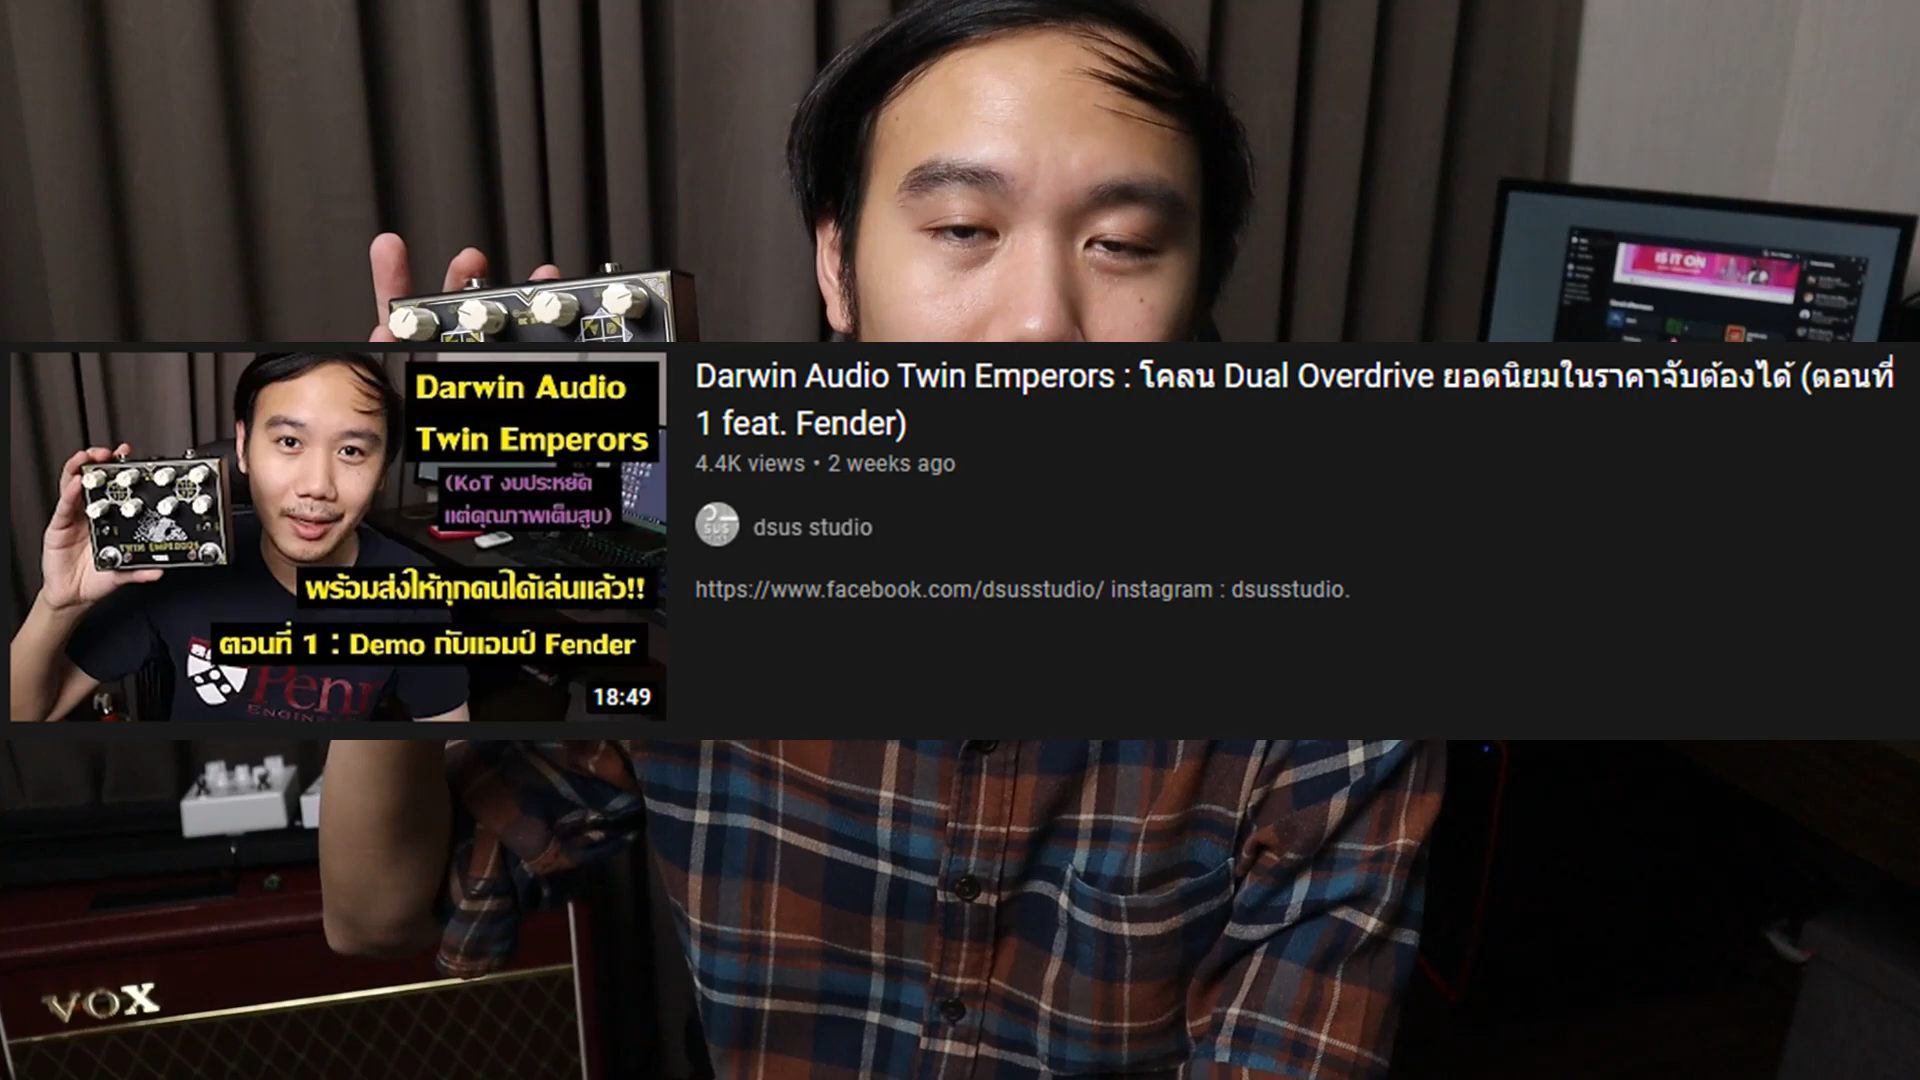 IS IT ON
Darwin Audio
Twin Emperors
(KoT งบประหยัด
แต่คุณภาพเต็มสูบ)
TWIN EMPERORS
พร้อมส่งให้ทุกคนได้เล่นแล้ว!!
ตอนที่ 1 : Demo กับแอมป์ Fender
Penn
18:49
Darwin Audio Twin Emperors : โคลน Dual Overdrive ยอดนิยมในราคาจับต้องได้ (ตอนที่
1 feat. Fender)
4.4K views • 2 weeks ago
SUS
dsus studio
https://www.facebook.com/dsusstudio/ instagram : dsusstudio.
VOX